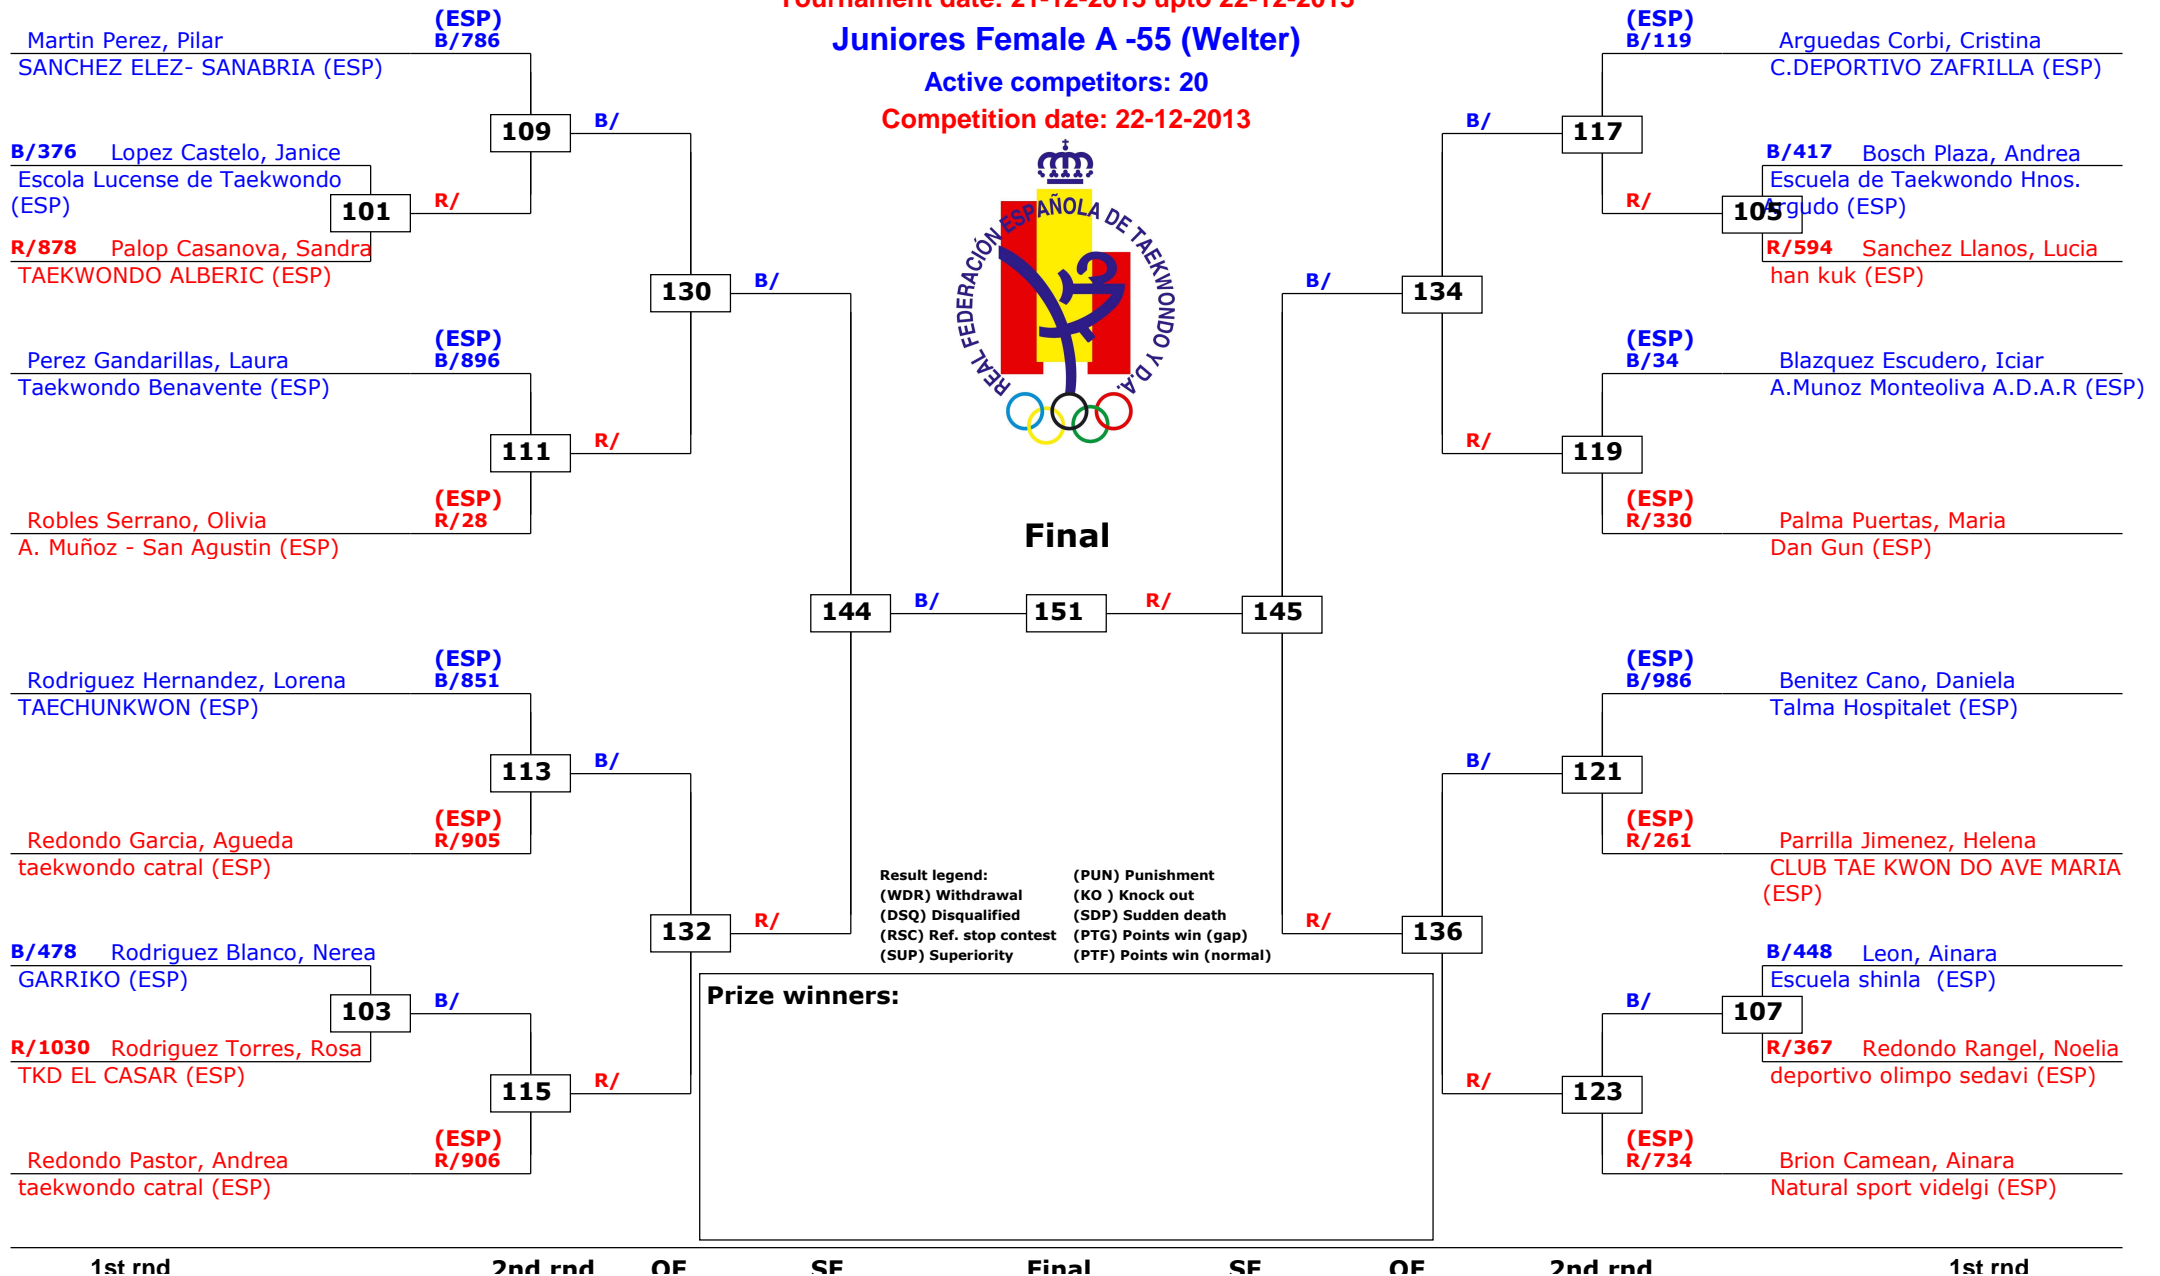 Tournament date: 21-12-2013 upto 22-12-2013
Juniores Female A -55 (Welter)
Active competitors: 20
Competition date: 22-12-2013
REAL FEDERACIÓN ESPAÑOLA DE TAEKWONDO Y D.A.
(ESP)
Martin Perez, Pilar B/786
SANCHEZ ELEZ- SANABRIA (ESP)
109 B/
B/376 Lopez Castelo, Janice
Escola Lucense de Taekwondo
(ESP)
101 R/
R/878 Palop Casanova, Sandra
TAEKWONDO ALBERIC (ESP)
130 B/
(ESP)
Perez Gandarillas, Laura B/896
Taekwondo Benavente (ESP)
111 R/
(ESP)
Robles Serrano, Olivia R/28
A. Muñoz - San Agustin (ESP)
144 B/
(ESP)
Rodriguez Hernandez, Lorena B/851
TAECHUNKWON (ESP)
113 B/
(ESP)
Redondo Garcia, Agueda R/905
taekwondo catral (ESP)
132 R/
B/478 Rodriguez Blanco, Nerea
GARRIKO (ESP)
103 B/
R/1030 Rodriguez Torres, Rosa
TKD EL CASAR (ESP)
115 R/
(ESP)
Redondo Pastor, Andrea R/906
taekwondo catral (ESP)
Final
151
(ESP)
B/119 Arguedas Corbi, Cristina
C.DEPORTIVO ZAFRILLA (ESP)
B/ 117
B/417 Bosch Plaza, Andrea
Escuela de Taekwondo Hnos.
Argudo (ESP)
R/ 105
R/594 Sanchez Llanos, Lucia
han kuk (ESP)
B/ 134
(ESP)
B/34 Blazquez Escudero, Iciar
A.Munoz Monteoliva A.D.A.R (ESP)
R/ 119
(ESP)
R/330 Palma Puertas, Maria
Dan Gun (ESP)
R/ 145
(ESP)
B/986 Benitez Cano, Daniela
Talma Hospitalet (ESP)
B/ 121
(ESP)
R/261 Parrilla Jimenez, Helena
CLUB TAE KWON DO AVE MARIA
(ESP)
R/ 136
B/448 Leon, Ainara
Escuela shinla (ESP)
B/ 107
R/367 Redondo Rangel, Noelia
deportivo olimpo sedavi (ESP)
R/ 123
(ESP)
R/734 Brion Camean, Ainara
Natural sport videlgi (ESP)
Result legend: (PUN) Punishment
(WDR) Withdrawal (KO ) Knock out
(DSQ) Disqualified (SDP) Sudden death
(RSC) Ref. stop contest (PTG) Points win (gap)
(SUP) Superiority (PTF) Points win (normal)
Prize winners:
1st rnd 2nd rnd QF SF Final SF QF 2nd rnd 1st rnd